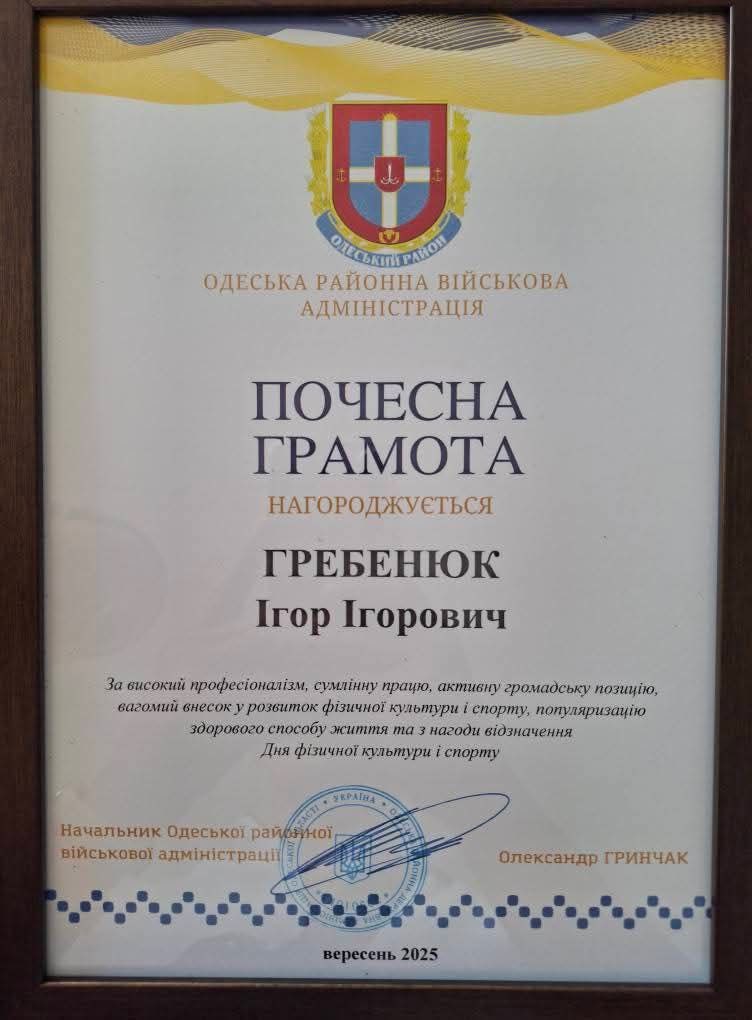 ОДЕСЬКИЙ РАЙОН
ОДЕСЬКА РАЙОННА ВІЙСЬКОВА
АДМІНІСТРАЦІЯ
ПОЧЕСНА
ГРАМОТА
НАГОРОДЖУЄТЬСЯ
ГРЕБЕНЮК
Ігор Ігорович
За високий професіоналізм, сумлінну працю, активну громадську позицію,
вагомий внесок у розвиток фізичної культури і спорту, популяризацію
здорового способу життя та з нагоди відзначення
Дня фізичної культури і спорту
УКРАЇНА
Начальник Одеської районної
військової адміністрації
Олександр ГРИНЧАК
вересень 2025